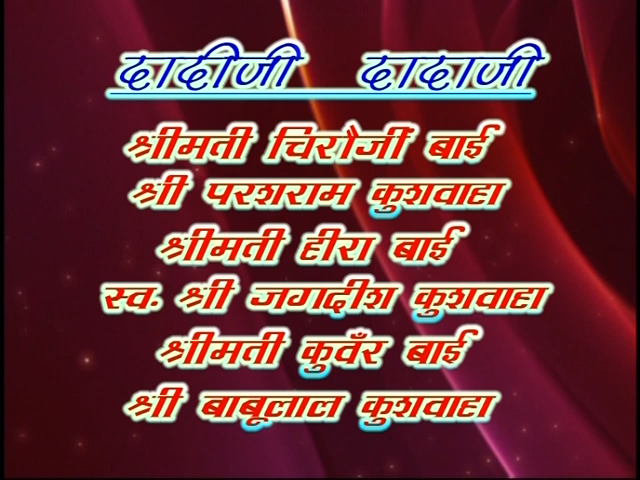 दादीजी दादाजी
श्रीमती चिरौर्जी बाई
श्री परशराम कुशवाहा
श्रीमती हीरा बाई
स्व. श्री जगदीश कुशवाहा
श्रीमती कुवँर बाई
श्री बाबूलाल कुशवाहा